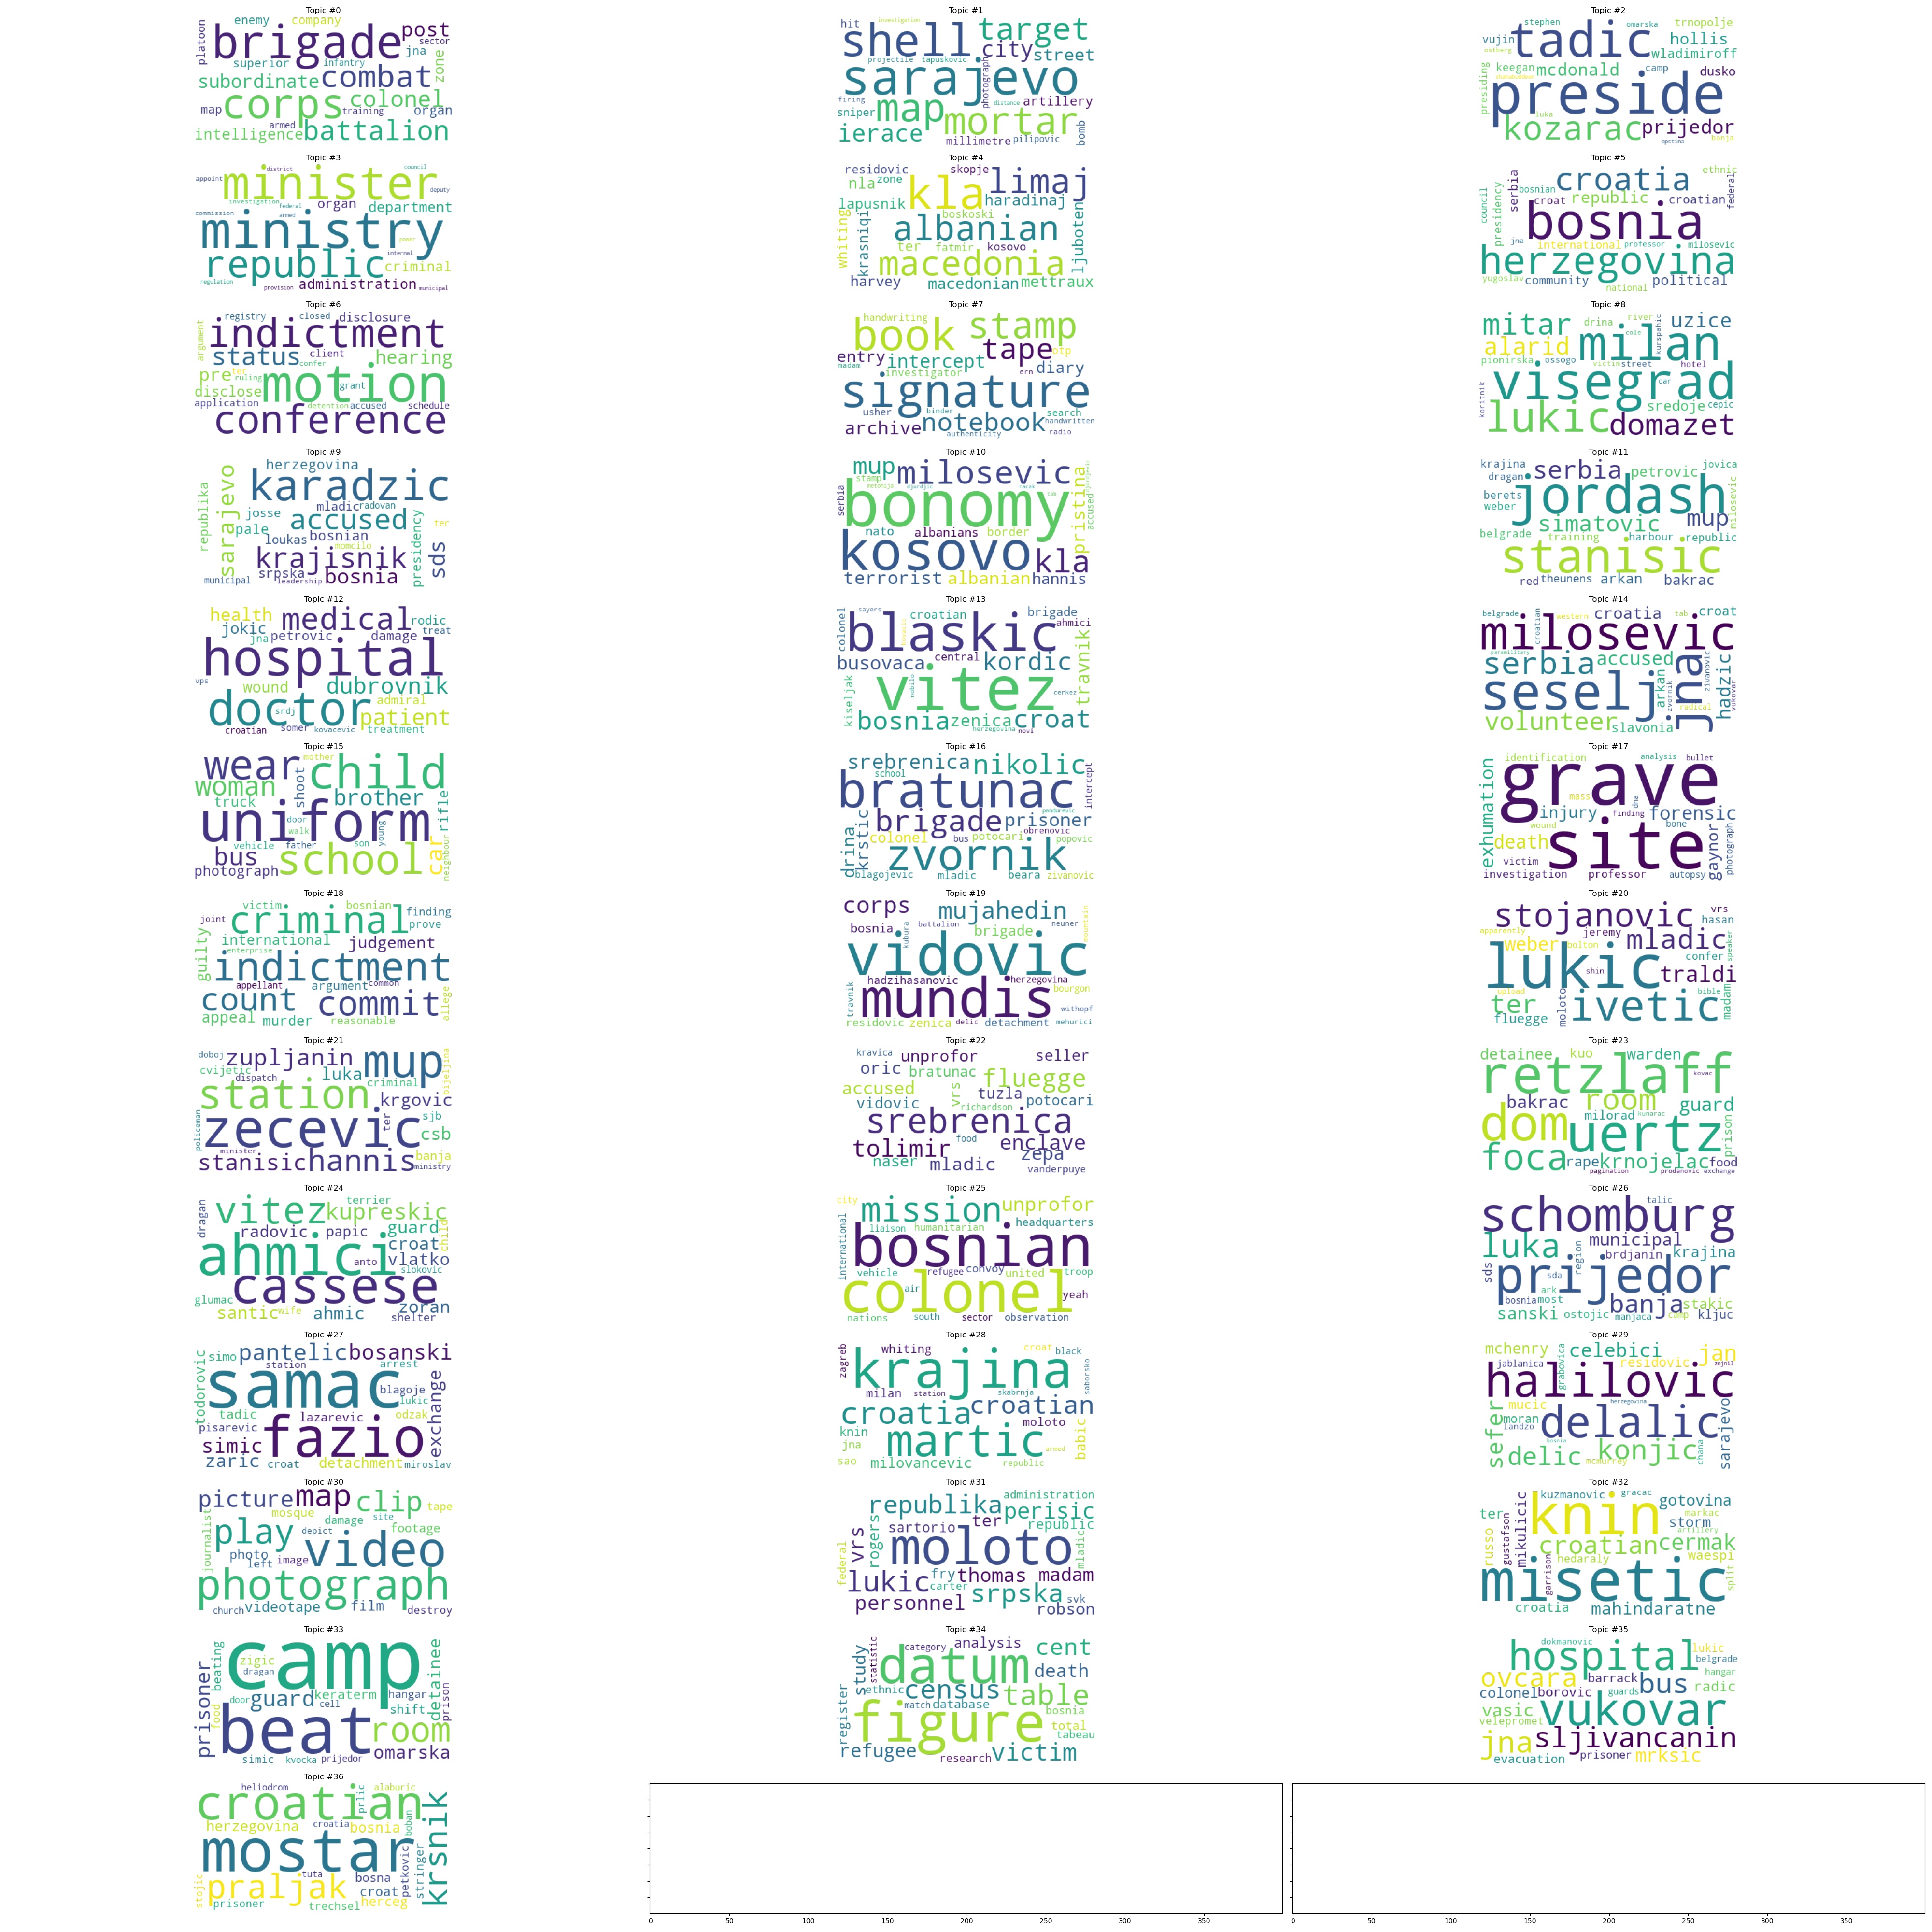 Topic #0
enemy company
platoon brigade post
sector
jna
superior infantry zone
subordinate combat
corps colonel
map training organ
armed
intelligence battalion
Topic #1
hit investigation target
shell city street
projectile tapuskovic photograph
sarajevo
firing distance artillery
sniper map mortar
ierace bomb
millimetre pilipovic
Topic #2
stephen omarska trnopolje
vujin tadic hollis
ostberg wladimiroff
keegan mcdonald camp dusko
presiding preside
luka
kozarac prijedor
opstina banja
Topic #3
district council
appoint minister deputy
investigation federal
organ department
commission armed
ministry
power
republic internal
criminal
regulation provision administration municipal
Topic #4
residovic skopje
nla zone kla limaj
lapusnik haradinaj
boskoski
whiting krasniqi albanian ljuboten
ter fatmir kosovo
macedonia
harvey macedonian mettraux
Topic #5
ethnic
serbia croatia
bosnian federal
croat republic croatian
council presidency bosnia
jna international professor milosevic
herzegovina
yugoslav community political
national
Topic #6
registry closed disclosure
argument indictment
status client hearing
confer
pre ter
ruling motion
disclose grant
application detention accused schedule
conference
Topic #7
handwriting
book stamp
tape otp
entry intercept
madam investigator ern diary
signature
usher binder search
archive notebook handwritten
authenticity radio
Topic #8
river
mitar drina uzice
cole kurspahic
alarid milan
pionirska ossogo
victim street hotel
visegrad car
koritnik sredoje cepic
lukic domazet
Topic #9
herzegovina
karadzic
republika sarajevo mladic radovan
josse accused
pale ter
loukas bosnian presidency
momcilo
krajisnik sds
srpska
municipal leadership bosnia
Topic #10
mup milosevic
stamp
metohija djordjic racak
serbia bonomy tab
pristina accused
nato albanians border
kosovo kla
terrorist albanian hannis
Topic #11
krajina serbia petrovic jovica
dragan
jordash
berets
weber simatovic mup milosevic
belgrade training harbour republic
stanisic
red theunens arkan bakrac
Topic #12
health medical rodic
jokic
jna petrovic damage treat
hospital
vps
wound dubrovnik
doctor admiral
srdj patient
croatian somer kovacevic treatment
Topic #13
sayers croatian brigade
colonel blaskic ahmici
central
busovaca kordic travnik
vitez
kiseljak nobilo cerkez
bosnia zenica croat
herzegovina novi
Topic #14
belgrade western croatia tab croat
milosevic
croatian
paramilitary
serbia accused
seselj jna
arkan zvornik zivanovic hadzic vukovar
radical
volunteer slavonia
Topic #15
mother
wear child
woman shoot
truck brother
rifle
door
uniform
walk young
vehicle father son
bus school car
neighbour
photograph
Topic #16
srebrenica nikolic
school
bratunac intercept
pandurevic
brigade prisoner
drina krstic obrenovic
colonel bus potocari popovic
zvornik
blagojevic mladic beara zivanovic
Topic #17
identification analysis bullet
grave
exhumation mass dna
injury finding forensic
wound bone
death site gaynor photograph
victim
investigation professor autopsy
Topic #18
victim bosnian
joint criminal finding
prove
international judgement
guilty enterprise
indictment
appellant common
argument
count commit allege
appeal murder reasonable
Topic #19
corps mujahedin
battalion neuner
bosnia kubura brigade mountain
vidovic
hadzihasanovic herzegovina
travnik mundis bourgon
withopf
residovic zenica delic detachment mehurici
Topic #20
stojanovic vrs
hasan
apparently jeremy mladic
weber bolton speaker
confer
lukic shin traldi
upload bible
ter ivetic madam
fluegge moloto
Topic #21
doboj zupljanin mup
cvijetic luka bijeljina
dispatch criminal
station krgovic
policeman zecevic ter sjb
csb
minister banja
stanisic hannis ministry
Topic #22
kravica unprofor seller
oric bratunac
accused fluegge
vrs tuzla
vidovic potocari
richardson
srebrenica
food enclave
tolimir zepa
naser mladic vanderpuye
Topic #23
detainee kuo warden
retzlaff kovac
bakrac room guard
milorad kunarac
dom uertz prison
foca rape krnojelac food
pagination prodanovic exchange
Topic #24
terrier
dragan vitez kupreskic
radovic papic guard
child
croat
ahmici anto vlatko
slokovic
cassese
glumac
santic wife ahmic zoran
shelter
Topic #25
city mission unprofor
liaison humanitarian headquarters
international bosnian
vehicle refugee convoy united troop
air
colonel yeah
nations south sector observation
Topic #26
talic
schomburg
luka municipal
region brdjanin krajina
sds sda
prijedor
ark
bosnia most banja stakic
sanski ostojic manjaca camp kljuc
Topic #27
todorovic simo pantelic bosanski
station arrest
samac blagoje exchange
lukic
tadic lazarevic odzak
pisarevic
simic fazio
zaric croat detachment miroslav
Topic #28
zagreb whiting croat black
krajina saborsko
milan station skabrnja
croatia croatian
knin moloto
jna martic babic
armed
sao milovancevic republic
Topic #29
mchenry celebici jan
jablanica grabovica residovic zejnil
halilovic
mucic herzegovina
sefer moran delalic sarajevo
landzo
bosnia
delic konjic chana
mcmurrey
Topic #30
picture map clip tape
mosque site
journalist play damage footage
depict
photo video
left image
photograph
church videotape film destroy
Topic #31
administration
republika perisic
rogers ter republic
sartorio
vrs moloto mladic
federal
fry thomas madam
lukic carter
srpska svk
personnel robson
Topic #32
kuzmanovic gracac
ter mikulicic knin gotovina
markac
storm
russo gustafson artillery
croatian cermak
hedaraly waespi
misetic
garrison split
croatia mahindaratne
Topic #33
beating camp detainee
zigic
dragan
prisoner door guard keraterm hangar prison
cell shift
food beat room
omarska
simic kvocka prijedor
Topic #34
category analysis cent
study statistic datum death
ethnic census table
match database
register bosnia
figure total
tabeau
refugee research victim
Topic #35
dokmanovic
hospital lukic
belgrade
ovcara barrack bus hangar
colonel borovic guards radic
vasic vukovar
velepromet
jna sljivancanin
evacuation prisoner mrksic
Topic #36
heliodrom alaburic
croatian prlic
herzegovina croatia bosnia boban
mostar krsnik
petkovic stringer
tuta
stojic praljak bosna
croat
prisoner trechsel herceg
0 50 100 150 200 250 300 350
0 50 100 150 200 250 300 350